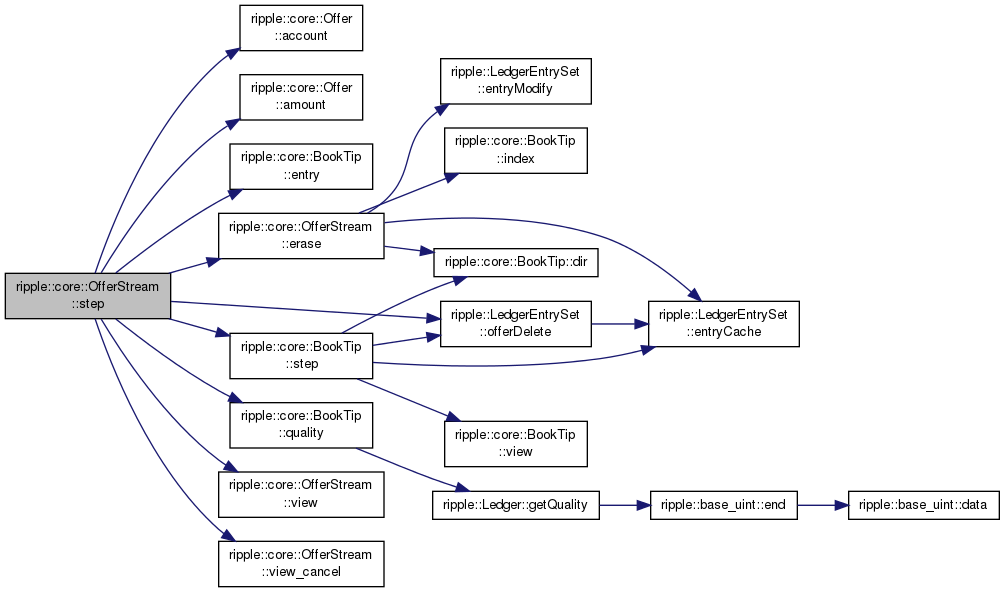 ripple::core::Offer
::account
ripple::core::Offer
::amount
ripple::core::BookTip
::entry
ripple::core::OfferStream
::erase
ripple::core::OfferStream
::step
ripple::core::BookTip
::step
ripple::core::BookTip
::quality
ripple::core::OfferStream
::view
ripple::core::OfferStream
::view_cancel
ripple::LedgerEntrySet
::entryModify
ripple::core::BookTip
::index
ripple::core::BookTip::dir
ripple::LedgerEntrySet
::offerDelete
ripple::core::BookTip
::view
ripple::Ledger::getQuality
ripple::LedgerEntrySet
::entryCache
ripple::base_uint::end
ripple::base_uint::data